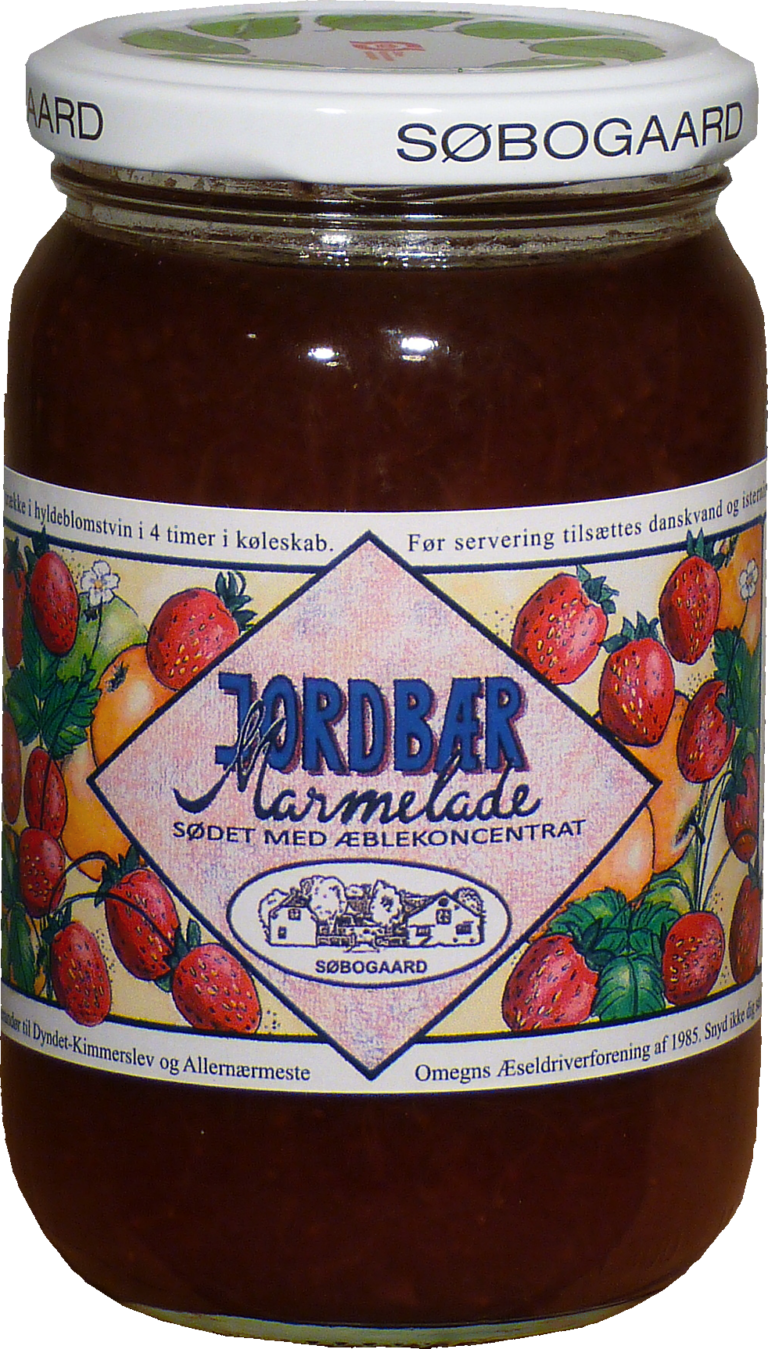 AARD
SØBOGAARD
i hyldeblomstvin i 4 timer i køleskab.
Før servering tilsættes danskvand og
JORDBÆR
Marmelade
SØDET MED ÆBLEKONCENTRAT
SØBOGAARD
til Dyndet-Kimmerslev og Allernærmeste
Omegns Æseldriverforening af 1985. Snyd ikke dig